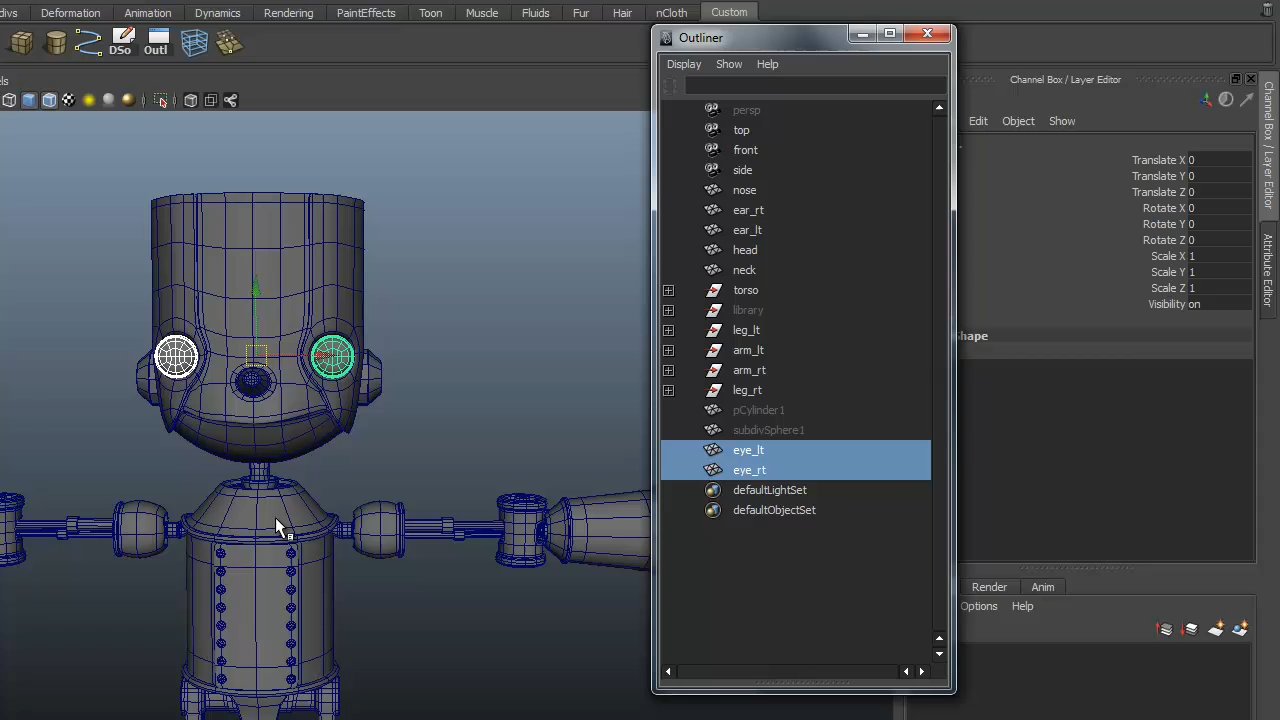 divs Deformation Animation Dynamics Rendering PaintEffects Toon Muscle Fluids Fur Hair nCloth Custom
DSo Outl
els
Outliner
Display Show Help
persp
top
front
side
nose
ear_rt
ear_lt
head
neck
torso
library
leg_lt
arm_lt
arm_rt
leg_rt
pCylinder1
subdivSphere1
eye_lt
eye_rt
defaultLightSet
defaultObjectSet
Channel Box / Layer Editor
Edit Object Show
Translate X 0
Translate Y 0
Translate Z 0
Rotate X 0
Rotate Y 0
Rotate Z 0
Scale X 1
Scale Y 1
Scale Z 1
Visibility on
Shape
Render Anim
Options Help
Channel Box / Layer Editor
Attribute Editor